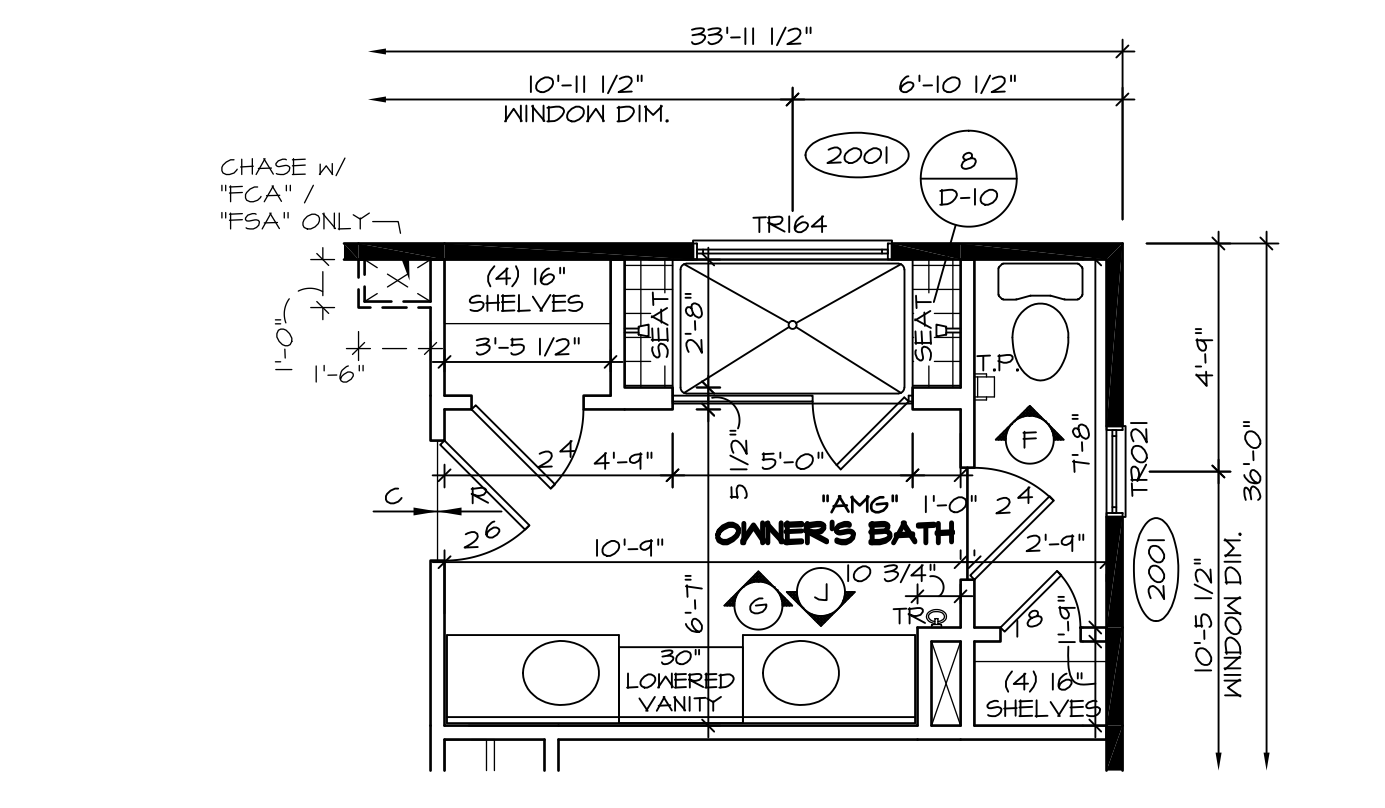 33'-11 1/2"
10'-11 1/2"
6'-10 1/2"
WINDOW DIM.
2001
8
D-10
CHASE W/
"FCA" /
"FSA" ONLY
TR164
(4) 16"
SHELVES
SEAT
2'-8"
SEAT
1'-0"
3'-5 1/2"
1'-6"
T.P.
4'-9"
F
7'-8"
TR021
36'-0"
2 4
4'-9"
5 1/2"
5'-0"
C
R
"AMG"
1'-0"
2 4
OWNER'S BATH
2 6
10'-9"
2'-9"
2001
10 3/4"
G
J
6'-7"
TR
1 8
1'-9"
10'-5 1/2"
WINDOW DIM.
30"
LOWERED
VANITY
(4) 16"
SHELVES